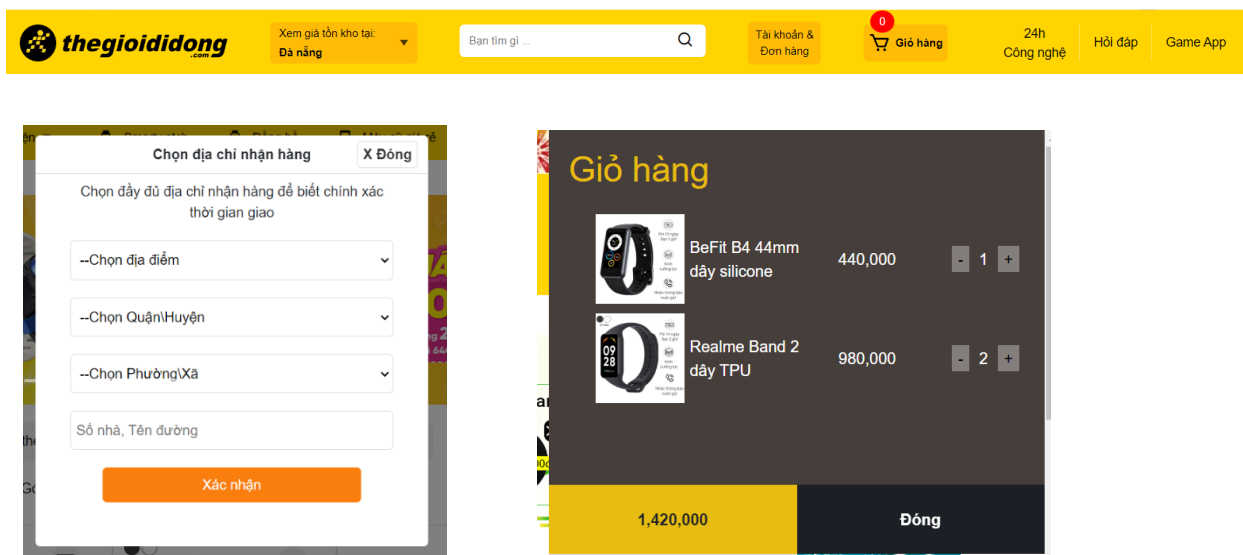 thegioididong
.com
Xem giá tồn kho tại:
Đà nẵng
Bạn tìm gì ...
Tài khoản &
Đơn hàng
0
Giỏ hàng
24h
Công nghệ
Hỏi đáp
Game App
Chọn địa chỉ nhận hàng
X Đóng
Chọn đầy đủ địa chỉ nhận hàng để biết chính xác
thời gian giao
--Chọn địa điểm
--Chọn Quận\Huyện
--Chọn Phường\Xã
Số nhà, Tên đường
Xác nhận
Giỏ hàng
BeFit B4 44mm
dây silicone
440,000
- 1 +
Realme Band 2
dây TPU
980,000
- 2 +
09
28
1,420,000
Đóng